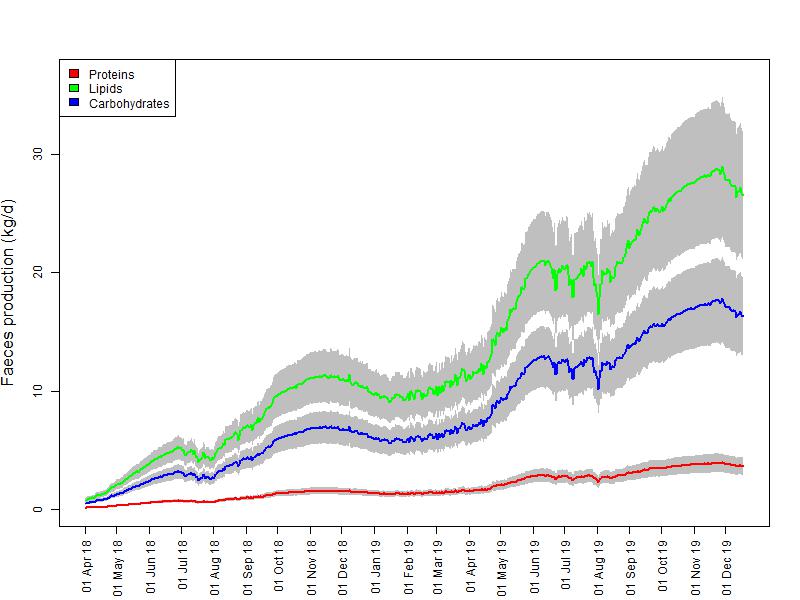 Proteins
Lipids
Carbohydrates
Faeces production (kg/d)
30
20
10
0
01 Apr 18
01 May 18
01 Jun 18
01 Jul 18
01 Aug 18
01 Sep 18
01 Oct 18
01 Nov 18
01 Dec 18
01 Jan 19
01 Feb 19
01 Mar 19
01 Apr 19
01 May 19
01 Jun 19
01 Jul 19
01 Aug 19
01 Sep 19
01 Oct 19
01 Nov 19
01 Dec 19